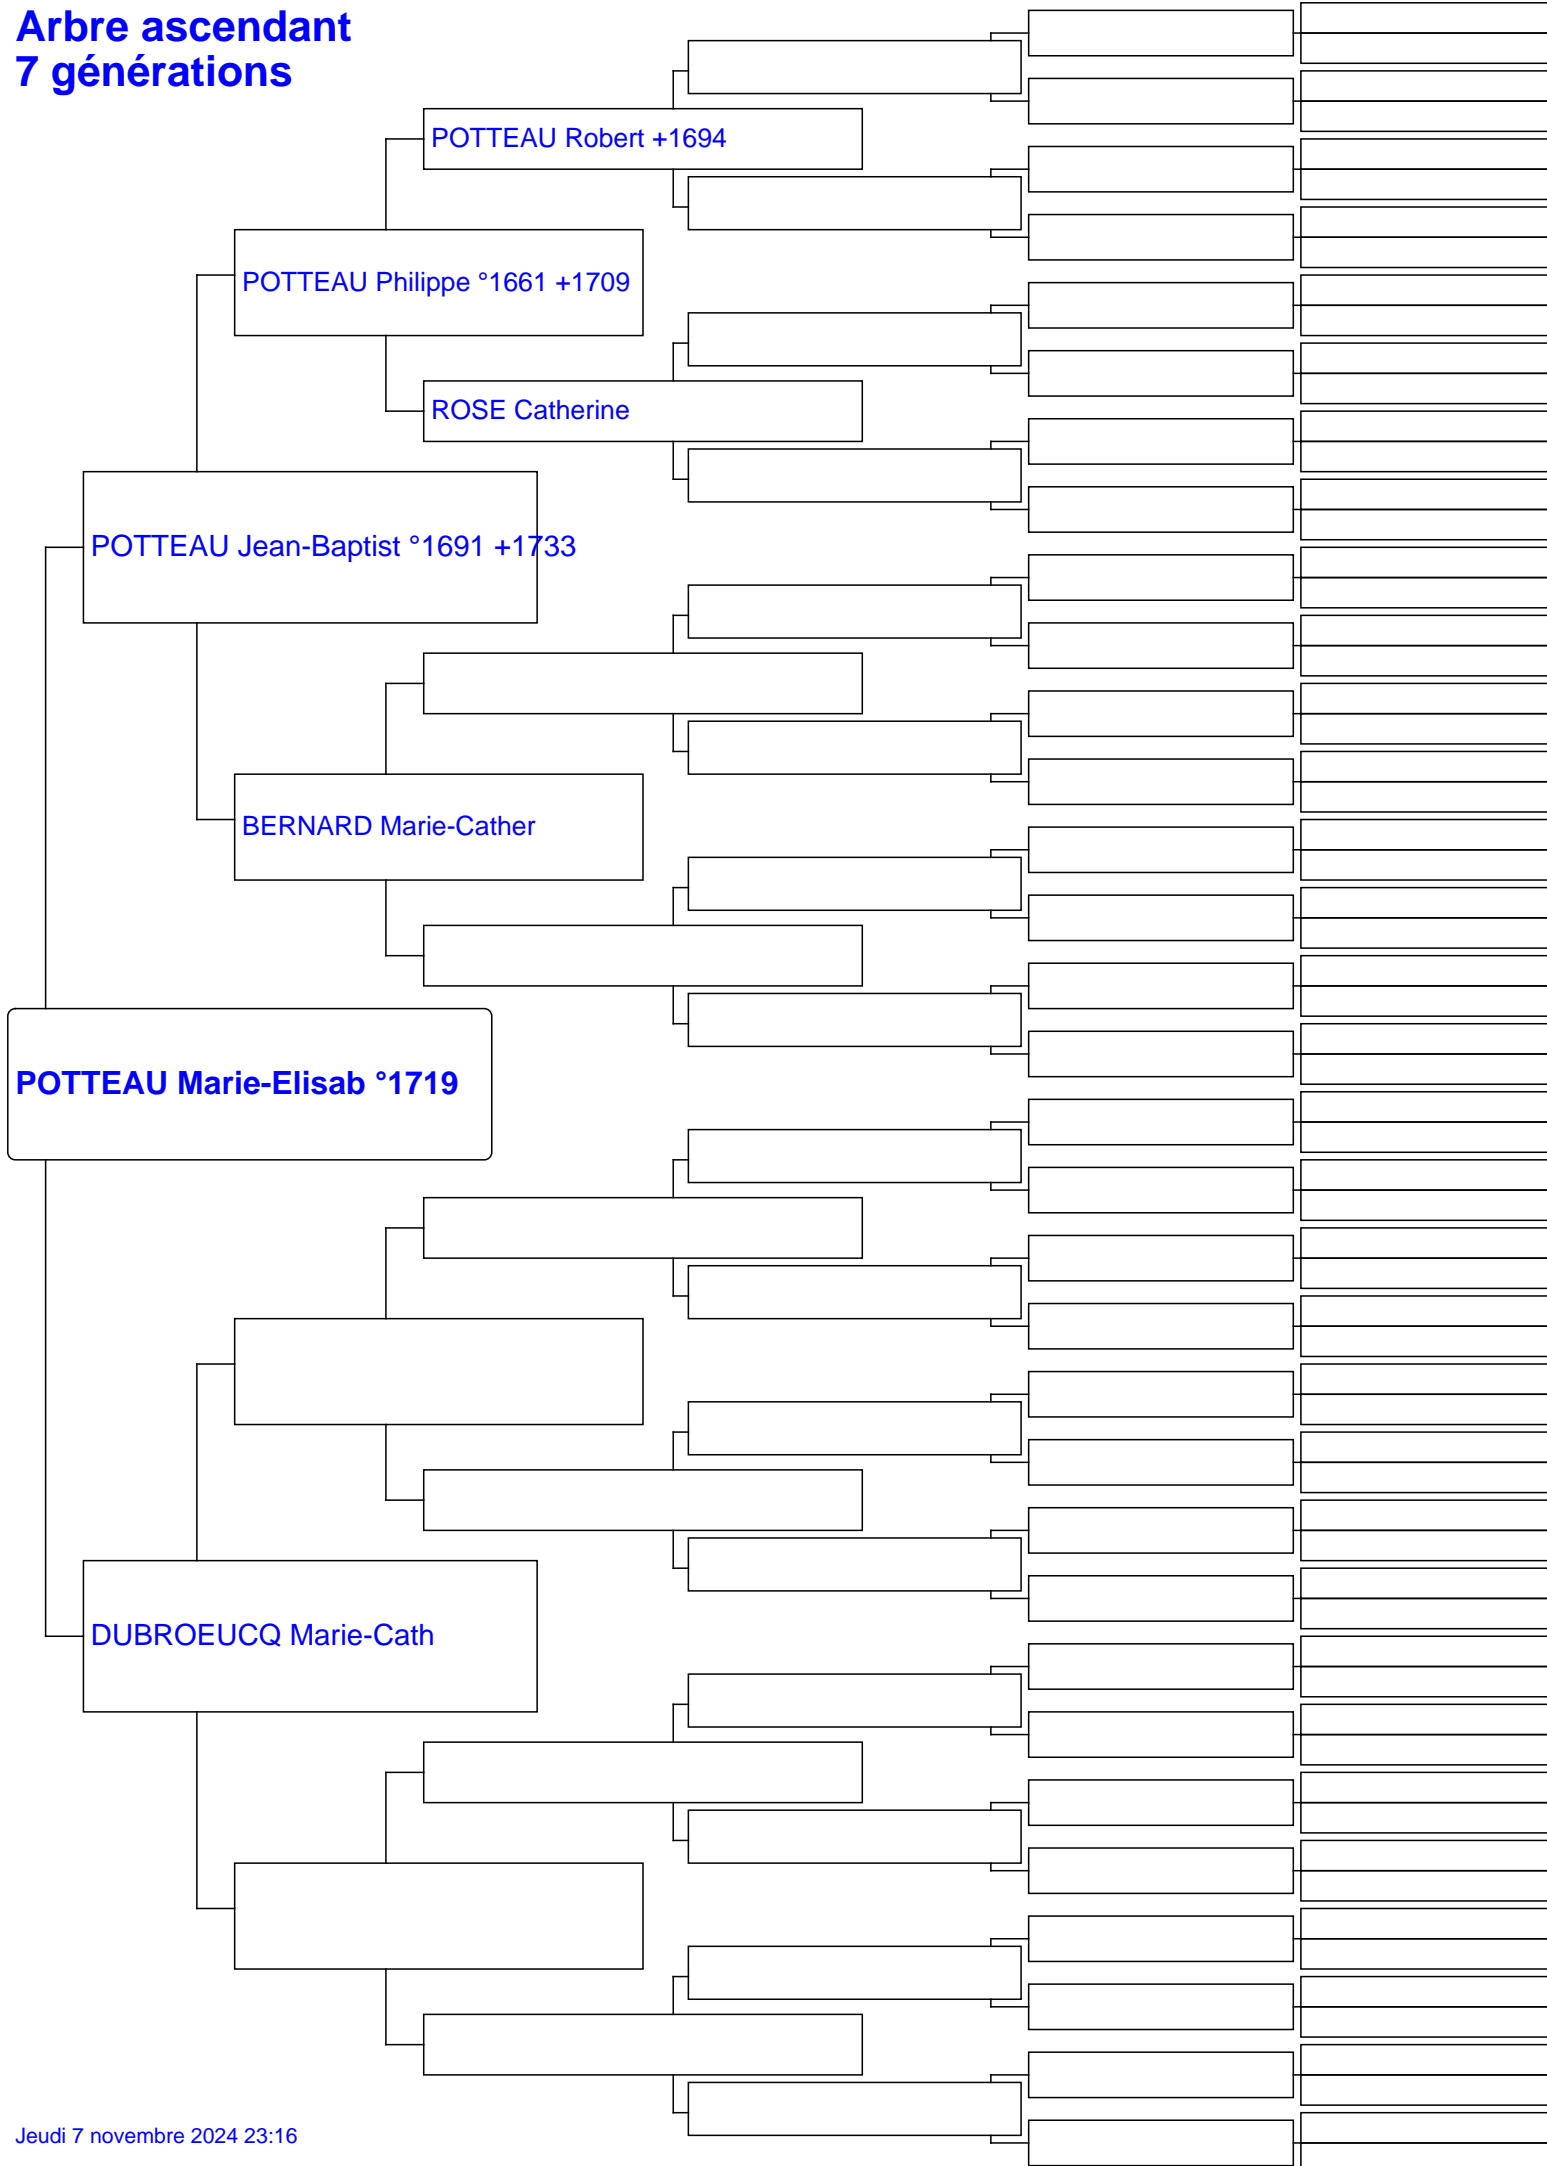 Arbre ascendant
7 générations
POTTEAU Robert +1694
POTTEAU Philippe °1661 +1709
ROSE Catherine
POTTEAU Jean-Baptist °1691 +1733
BERNARD Marie-Cather
POTTEAU Marie-Elisab °1719
DUBROEUCQ Marie-Cath
Jeudi 7 novembre 2024 23:16